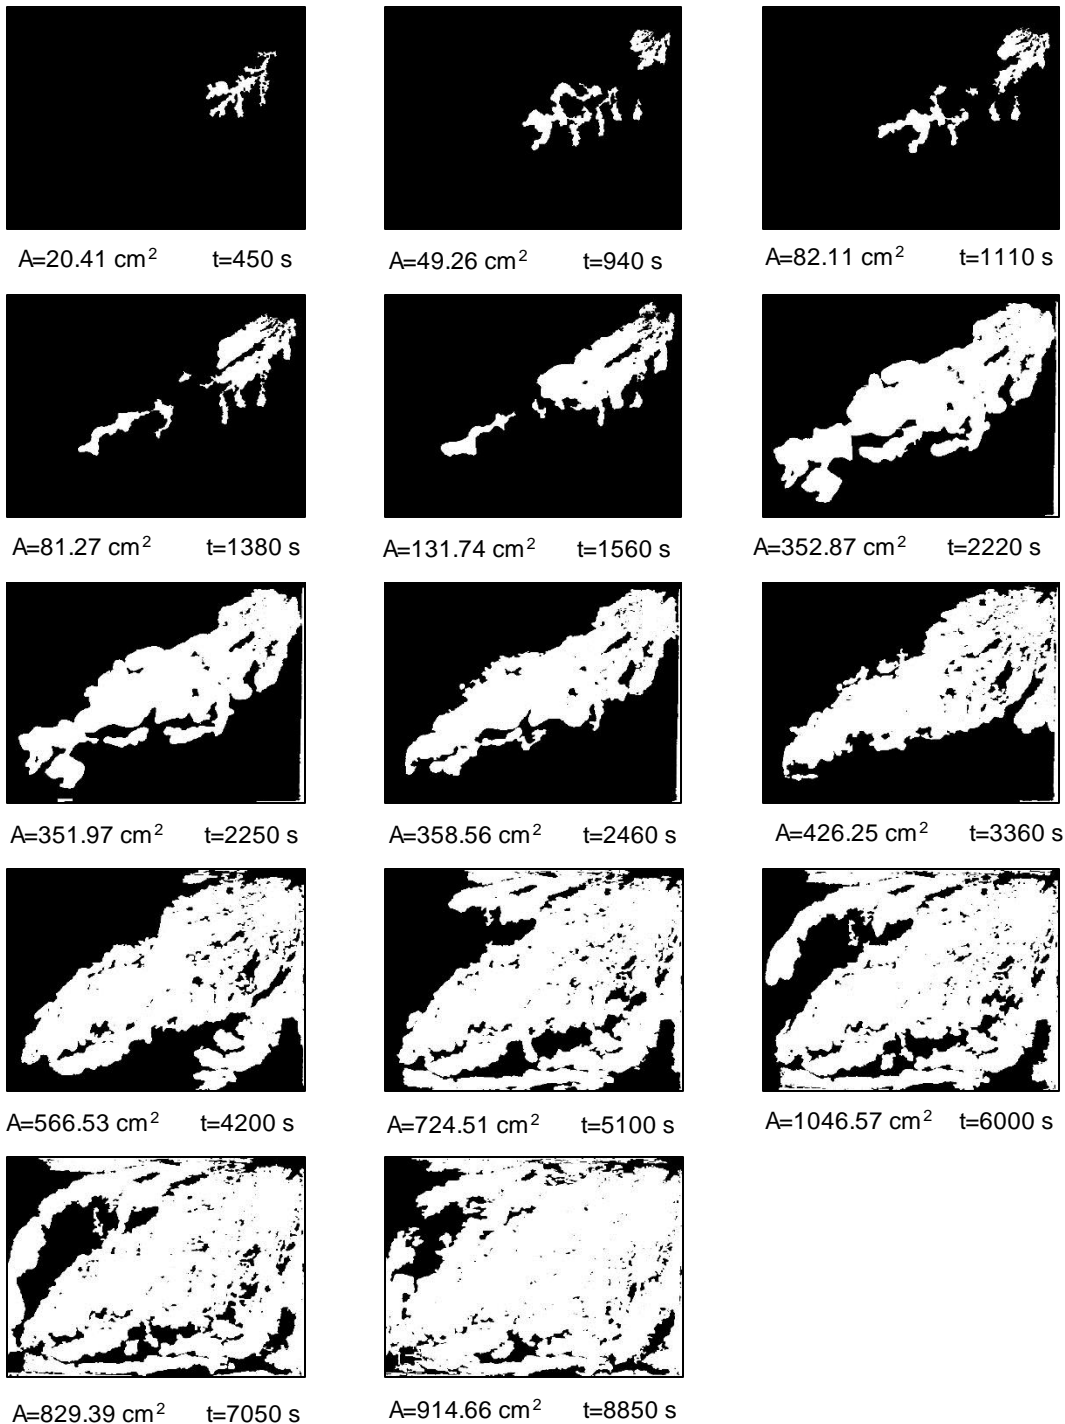 A=20.41 cm² t=450 s
A=49.26 cm² t=940 s
A=82.11 cm² t=1110 s
A=81.27 cm² t=1380 s
A=131.74 cm² t=1560 s
A=352.87 cm² t=2220 s
A=351.97 cm² t=2250 s
A=358.56 cm² t=2460 s
A=426.25 cm² t=3360 s
A=566.53 cm² t=4200 s
A=724.51 cm² t=5100 s
A=1046.57 cm² t=6000 s
A=829.39 cm² t=7050 s
A=914.66 cm² t=8850 s